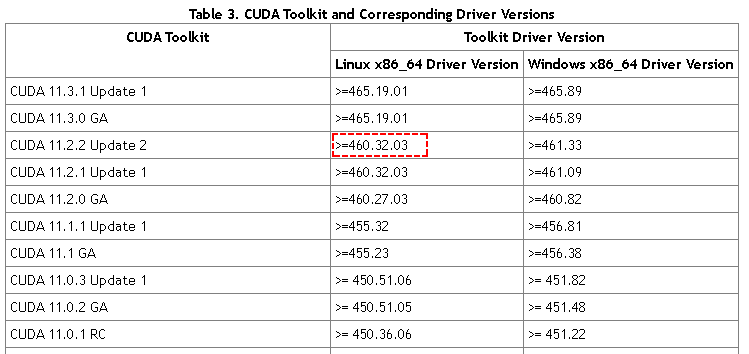 Table 3. CUDA Toolkit and Corresponding Driver Versions
CUDA Toolkit Toolkit Driver Version
Linux x86_64 Driver Version Windows x86_64 Driver Version
CUDA 11.3.1 Update 1 >=465.19.01 >=465.89
CUDA 11.3.0 GA >=465.19.01 >=465.89
CUDA 11.2.2 Update 2 >=460.32.03 >=461.33
CUDA 11.2.1 Update 1 >=460.32.03 >=461.09
CUDA 11.2.0 GA >=460.27.03 >=460.82
CUDA 11.1.1 Update 1 >=455.32 >=456.81
CUDA 11.1 GA >=455.23 >=456.38
CUDA 11.0.3 Update 1 >= 450.51.06 >= 451.82
CUDA 11.0.2 GA >= 450.51.05 >= 451.48
CUDA 11.0.1 RC >= 450.36.06 >= 451.22